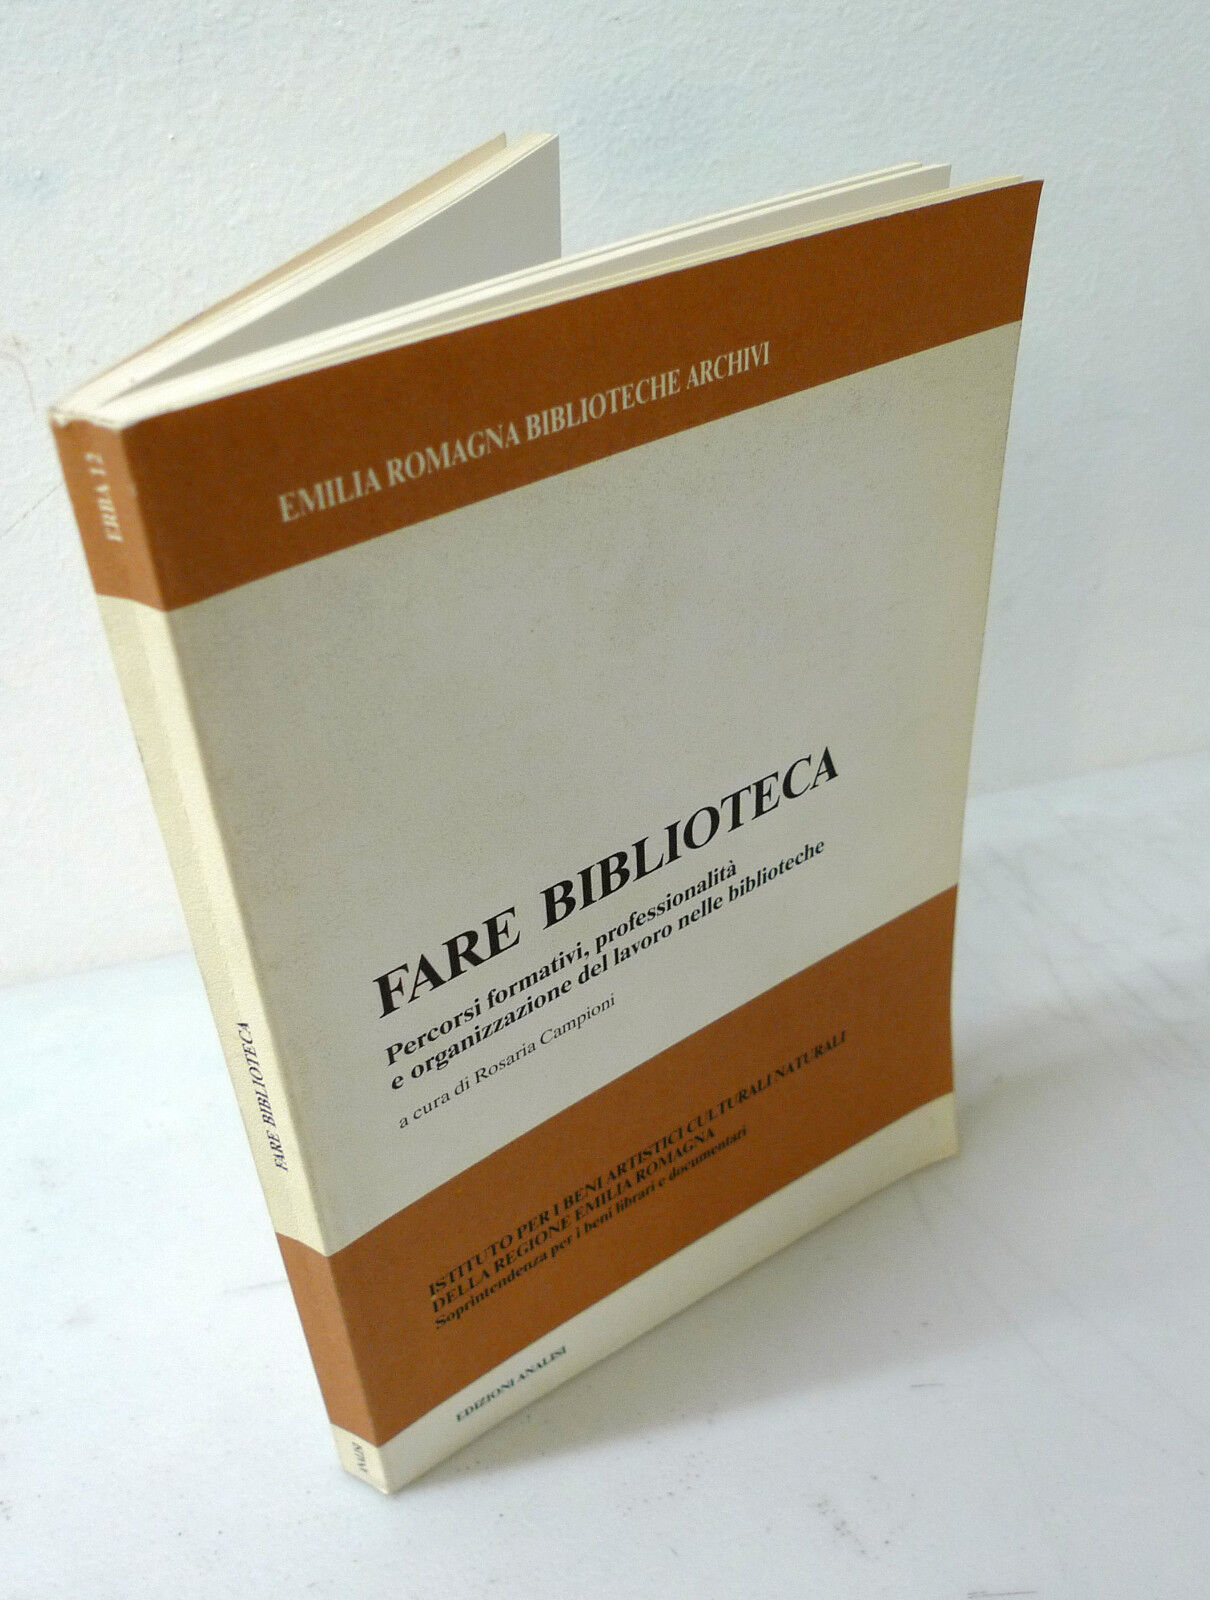 EMILIA ROMAGNA BIBLIOTECHE ARCHIVI
FARE BIBLIOTECA
Percorsi formativi, professionalità
e organizzazione del lavoro nelle biblioteche
a cura di Rosaria Campioni
ISTITUTO PER I BENI ARTISTICI CULTURALI NATURALI
DELLA REGIONE EMILIA ROMAGNA
Soprintendenza per i beni librari e documentari
EDIZIONI ANALISI
ERBA 12
FARE BIBLIOTECA
ANALISI